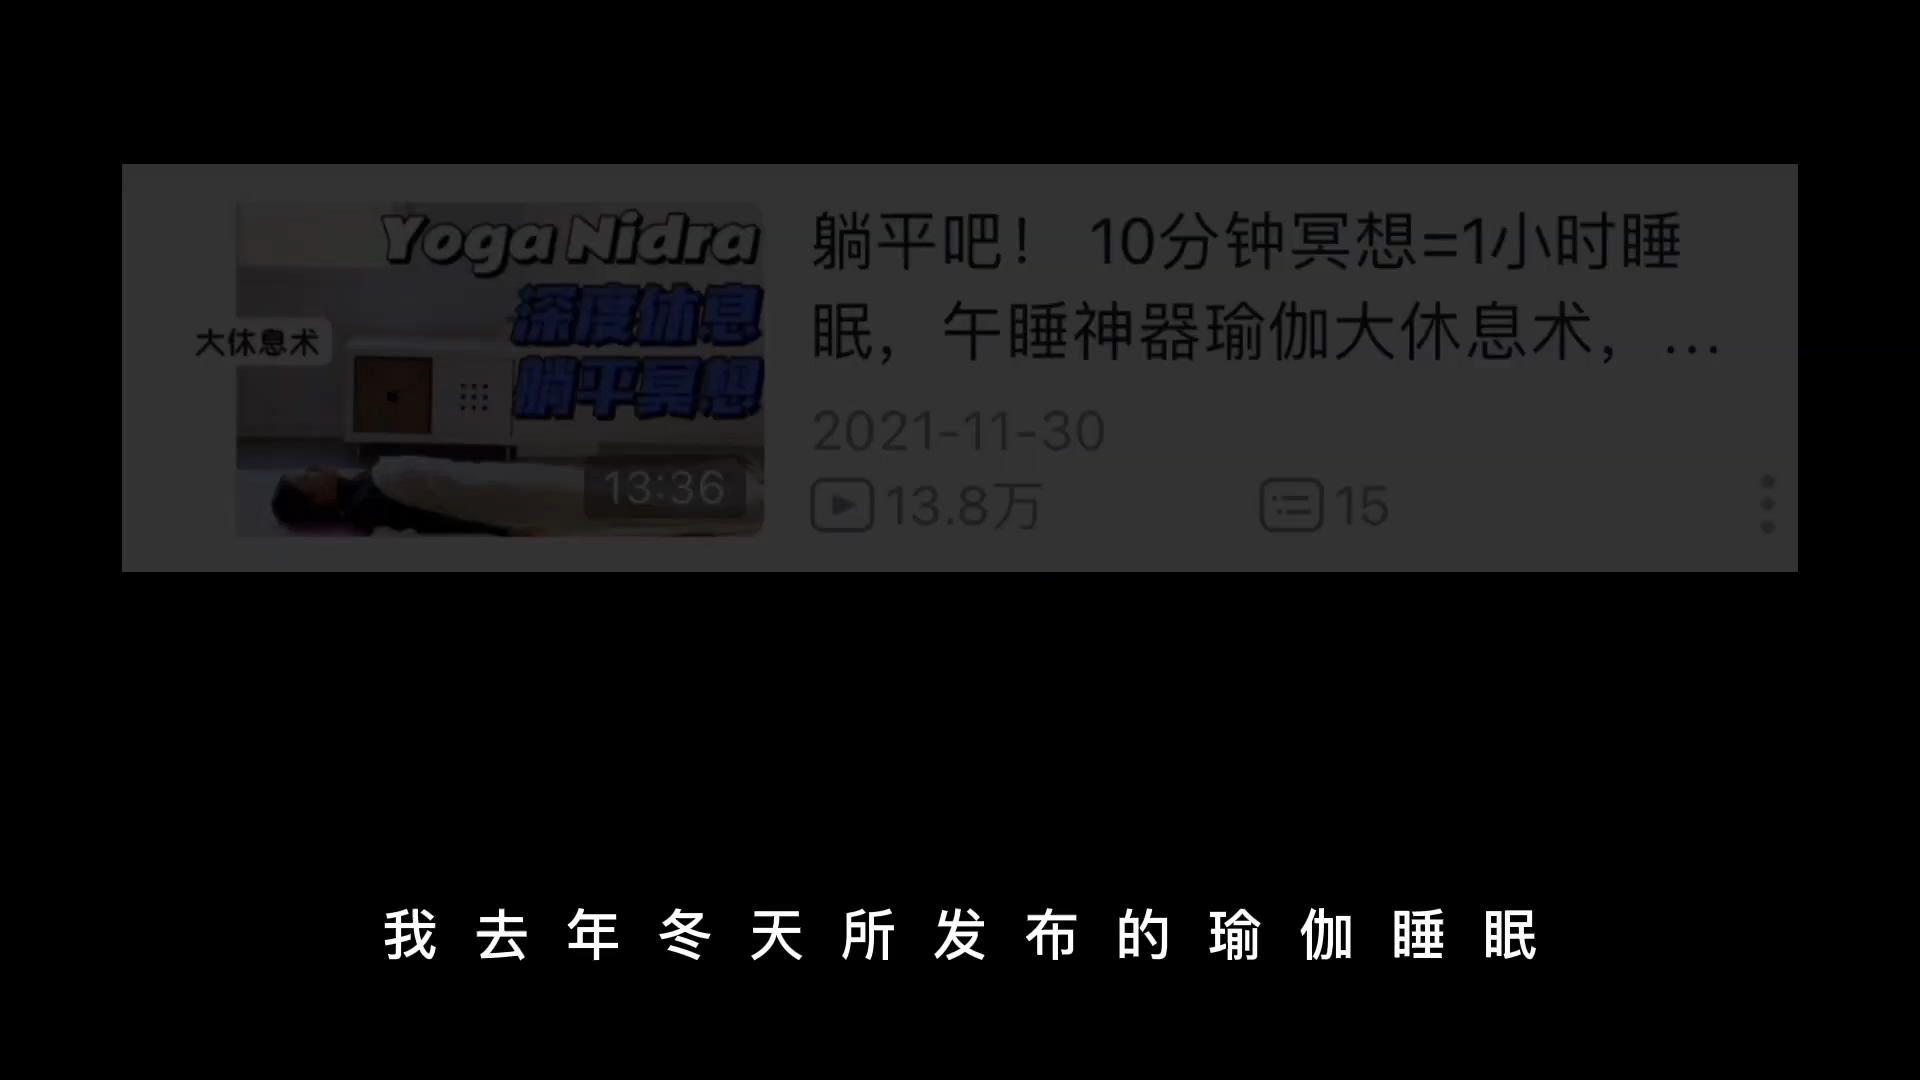 Yoga Nidra
深度休息
躺平冥想
大休息术
13:36
躺平吧！ 10分钟冥想=1小时睡
眠，午睡神器瑜伽大休息术，…
2021-11-30
13.8万
15
我去年冬天所发布的瑜伽睡眠